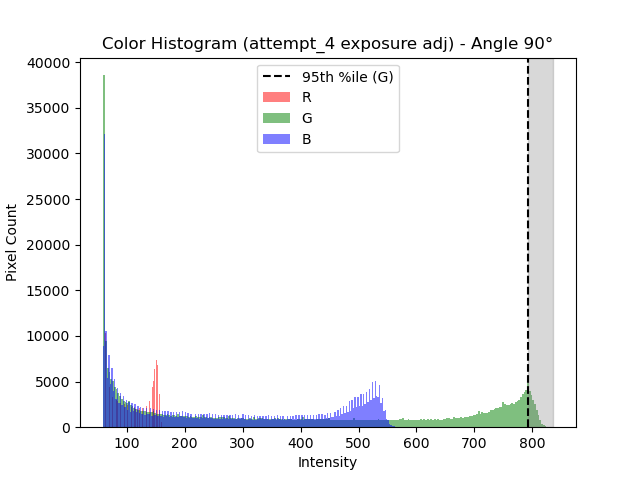 Color Histogram (attempt_4 exposure adj) - Angle 90°
Pixel Count
40000
35000
30000
25000
20000
15000
10000
5000
0
95th %ile (G)
R
G
B
100 200 300 400 500 600 700 800
Intensity